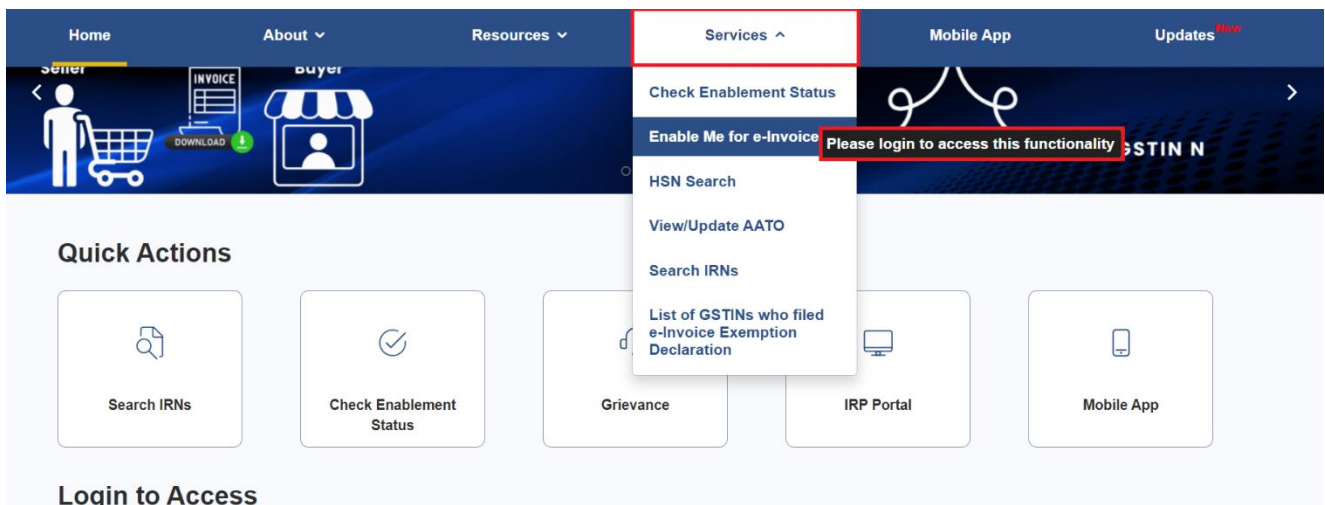 Home
About
Resources
Services
Mobile App
Updates New
Seller
INVOICE
DOWNLOAD
Buyer
GSTIN N
Check Enablement Status
Enable Me for e-Invoice
Please login to access this functionality
HSN Search
View/Update AATO
Search IRNs
List of GSTINs who filed
e-Invoice Exemption
Declaration
Quick Actions
Search IRNs
Check Enablement
Status
Grievance
IRP Portal
Mobile App
Login to Access